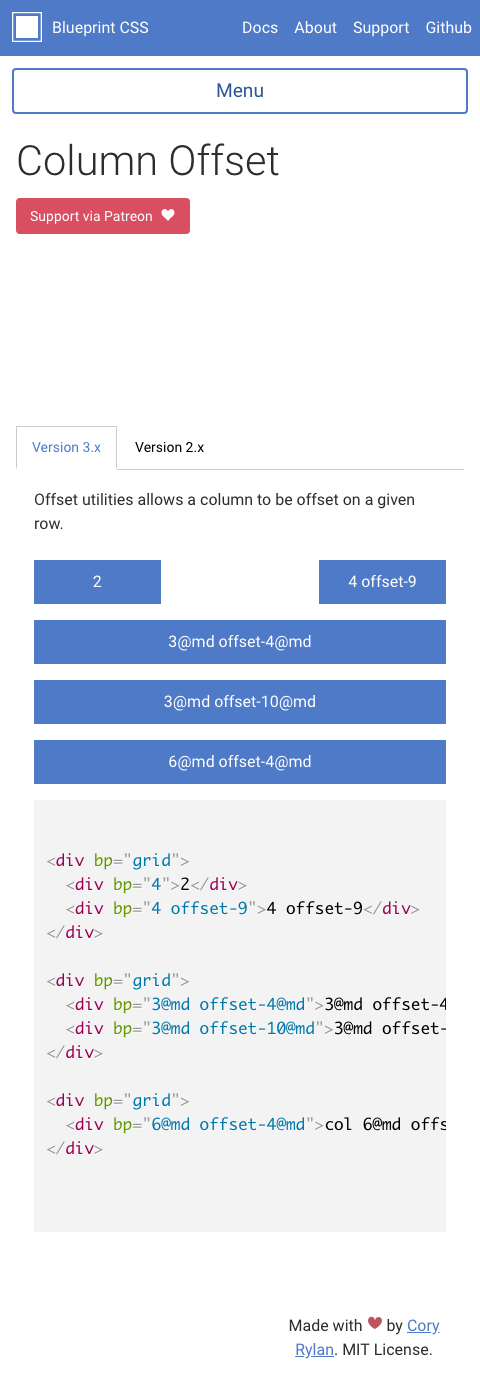 Blueprint CSS Docs About Support Github
Menu
Column Offset
Support via Patreon
Version 3.x Version 2.x
Offset utilities allows a column to be offset on a given
row.
2 4 offset-9
3@md offset-4@md
3@md offset-10@md
6@md offset-4@md
<div bp="grid">
  <div bp="4">2</div>
  <div bp="4 offset-9">4 offset-9</div>
</div>
<div bp="grid">
  <div bp="3@md offset-4@md">3@md offset-4
  <div bp="3@md offset-10@md">3@md offset-
</div>
<div bp="grid">
  <div bp="6@md offset-4@md">col 6@md offs
</div>
Made with by Cory
Rylan. MIT License.